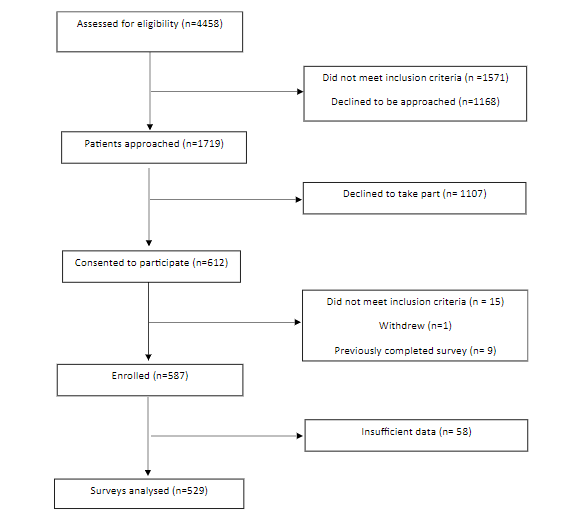 Assessed for eligibility (n=4458)
Did not meet inclusion criteria (n =1571)
Declined to be approached (n=1168)
Patients approached (n=1719)
Declined to take part (n= 1107)
Consented to participate (n=612)
Did not meet inclusion criteria (n = 15)
Withdrew (n=1)
Previously completed survey (n= 9)
Enrolled (n=587)
Insufficient data (n= 58)
Surveys analysed (n=529)